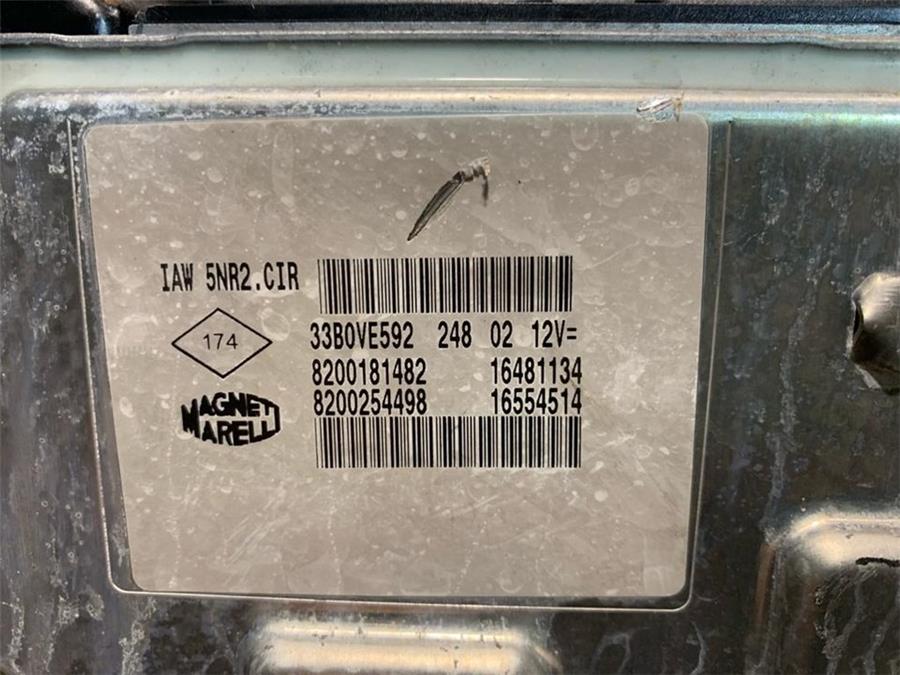 IAW 5NR2.CIR
174
33B0VE592 248 02 12V=
8200181482 16481134
8200254498 16554514
MAGNETI
MARELLI